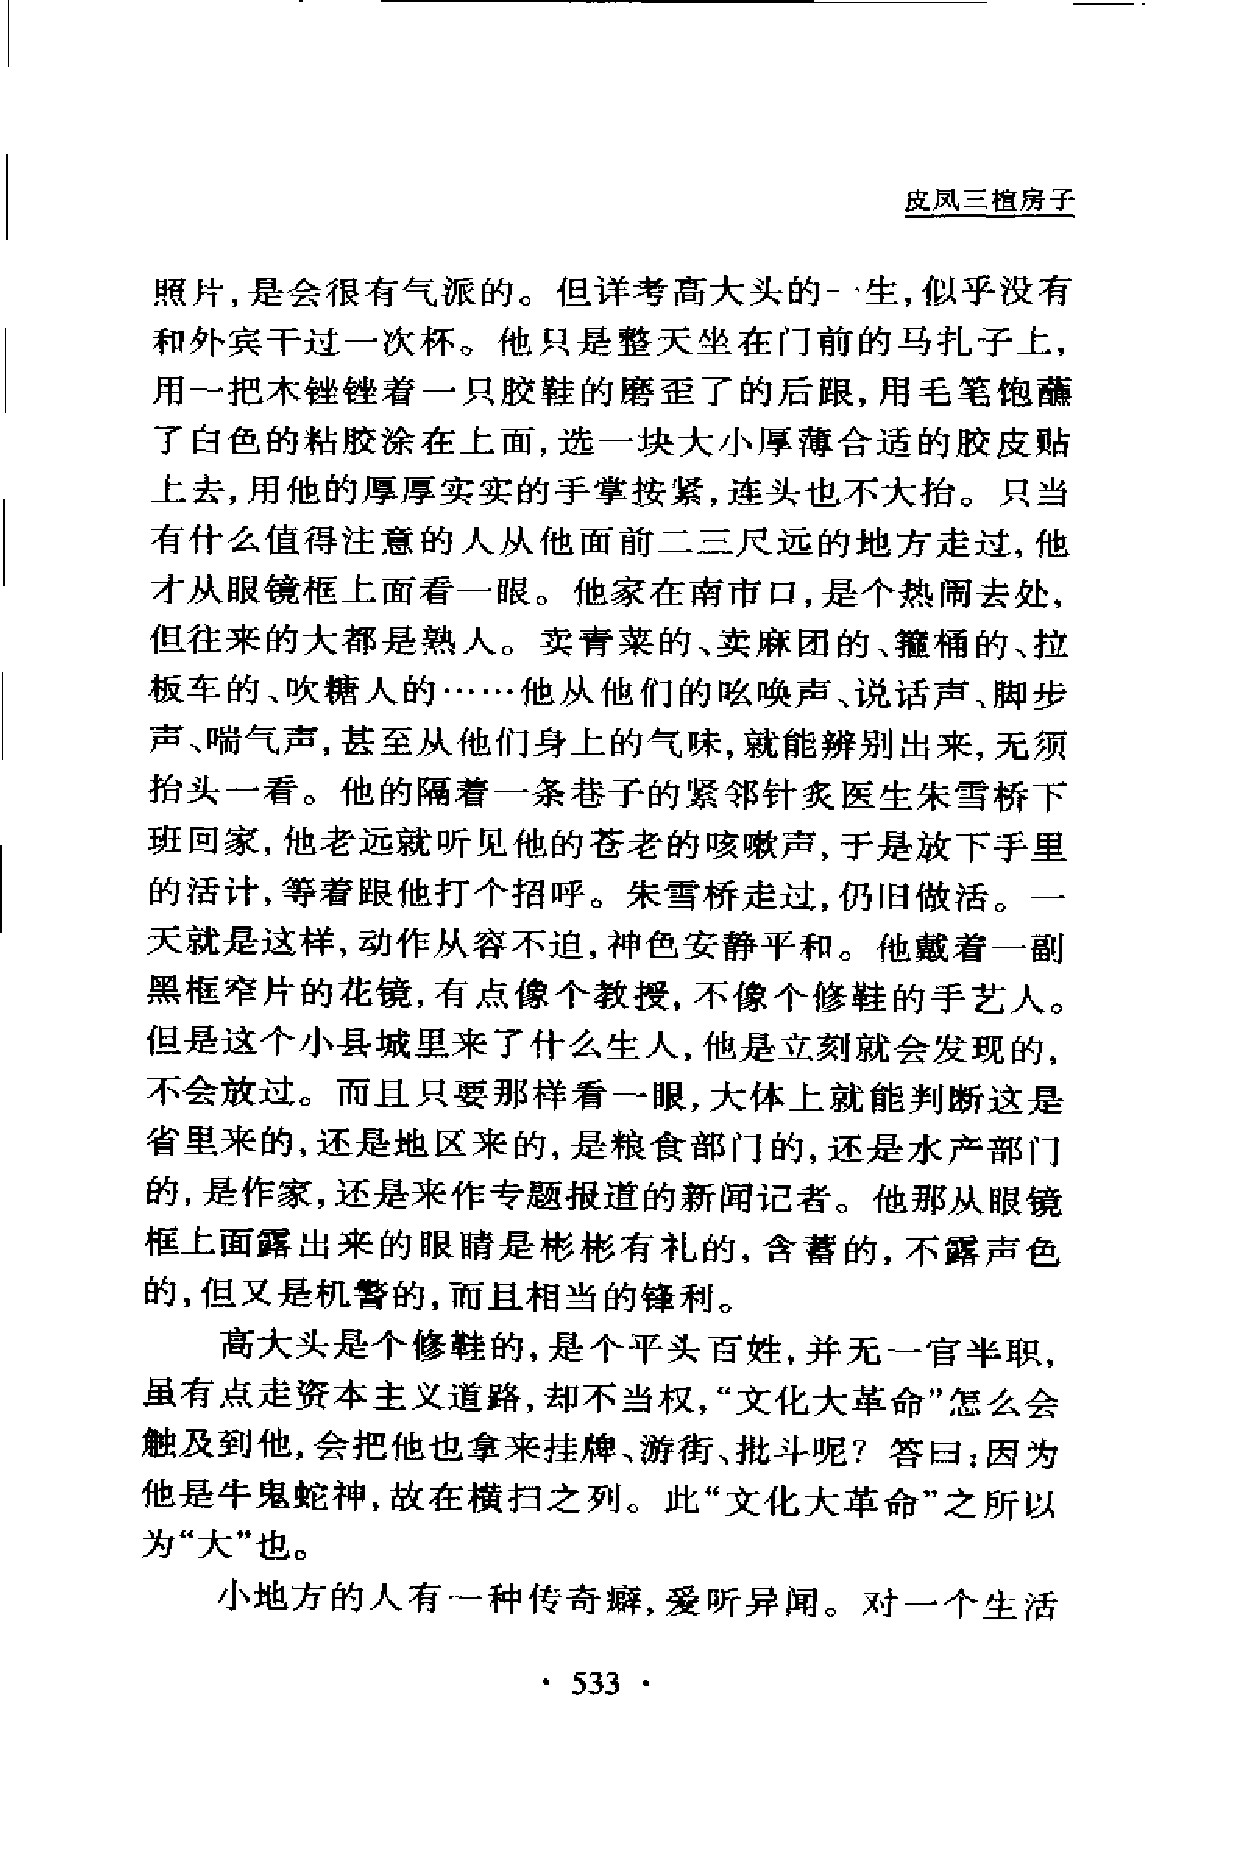 皮凤三楦房子
照片,是会很有气派的。但详考高大头的一生,似乎没有
和外宾干过一次杯。他只是整天坐在门前的马扎子上,
用一把木锉锉着一只胶鞋的磨歪了的后跟,用毛笔饱蘸
了白色的粘胶涂在上面,选一块大小厚薄合适的胶皮贴
上去,用他的厚厚实实的手掌按紧,连头也不大抬。只当
有什么值得注意的人从他面前二三尺远的地方走过,他
才从眼镜框上面看一眼。他家在南市口,是个热闹去处,
但往来的大都是熟人。卖青菜的、卖麻团的、箍桶的、拉
板车的、吹糖人的……他从他们的吆唤声、说话声、脚步
声、喘气声,甚至从他们身上的气味,就能辨别出来,无须
抬头一看。他的隔着一条巷子的紧邻针灸医生朱雪桥下
班回家,他老远就听见他的苍老的咳嗽声,于是放下手里
的活计,等着跟他打个招呼。朱雪桥走过,仍旧做活。一
天就是这样,动作从容不迫,神色安静平和。他戴着一副
黑框窄片的花镜,有点像个教授,不像个修鞋的手艺人。
但是这个小县城里来了什么生人,他是立刻就会发现的,
不会放过。而且只要那样看一眼,大体上就能判断这是
省里来的,还是地区来的,是粮食部门的,还是水产部门
的,是作家,还是来作专题报道的新闻记者。他那从眼镜
框上面露出来的眼睛是彬彬有礼的,含蓄的,不露声色
的,但又是机警的,而且相当的锋利。
高大头是个修鞋的,是个平头百姓,并无一官半职,
虽有点走资本主义道路,却不当权,“文化大革命”怎么会
触及到他,会把他也拿来挂牌、游街、批斗呢?答曰:因为
他是牛鬼蛇神,故在横扫之列。此“文化大革命”之所以
为“大”也。
小地方的人有一种传奇癖,爱听异闻。对一个生活
· 533 ·